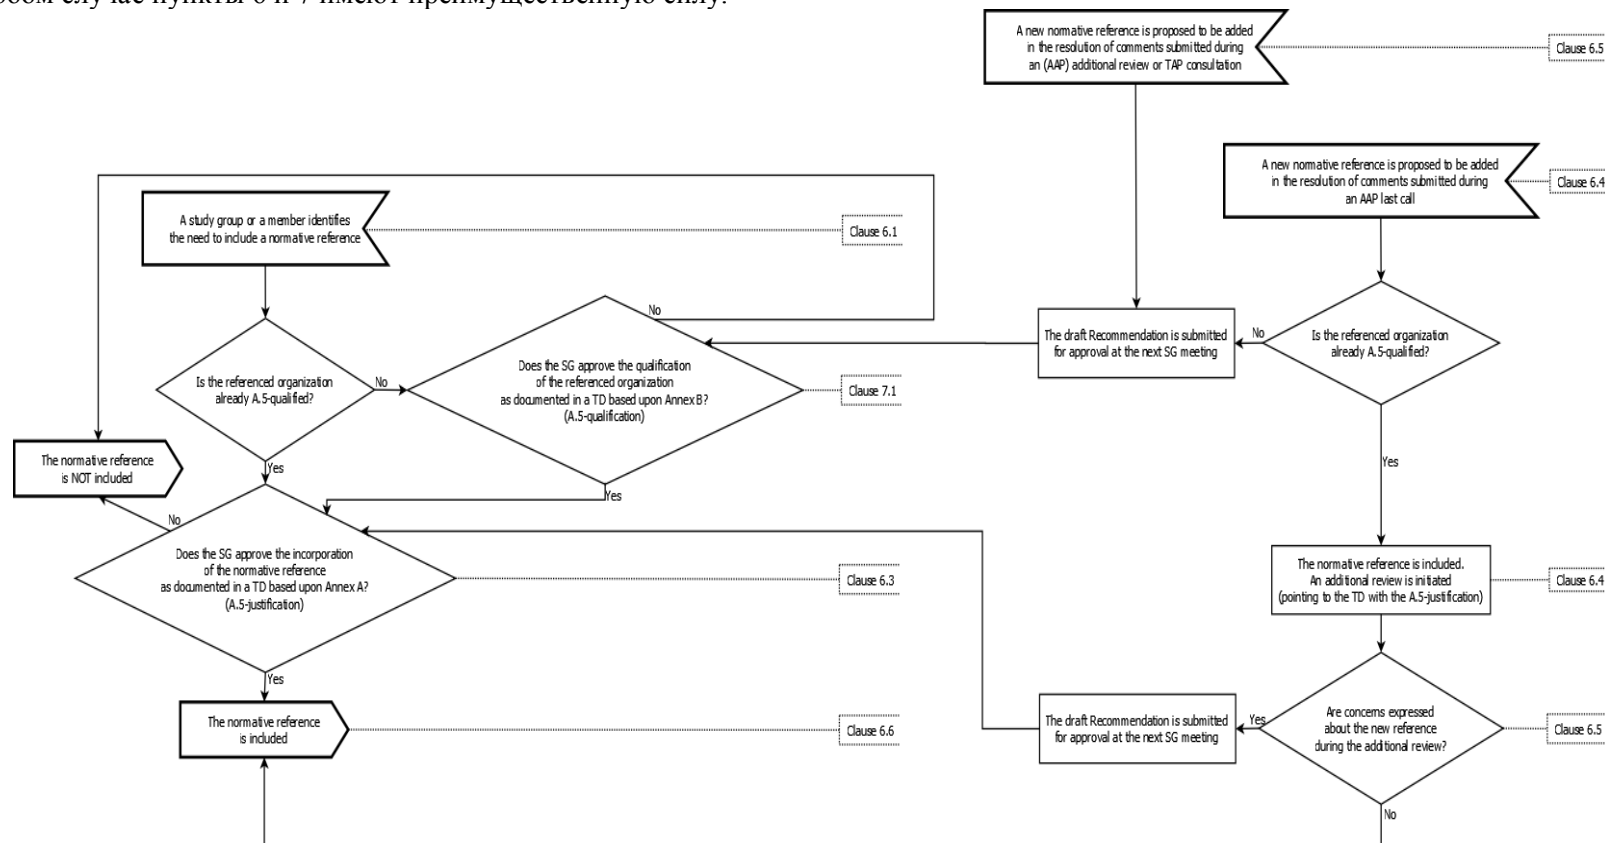 бом случае пункты 6 и 7 имеют преимущественную силу.
A new normative reference is proposed to be added
in the resolution of comments submitted during
an (AAP) additional review or TAP consultation
Clause 6.5
A new normative reference is proposed to be added
in the resolution of comments submitted during
an AAP last call
Clause 6.4
A study group or a member identifies
the need to include a normative reference
Clause 6.1
No
Does the SG approve the qualification
of the referenced organization
as documented in a TD based upon Annex B?
(A.5-qualification)
Clause 7.1
The draft Recommendation is submitted
for approval at the next SG meeting
No
Is the referenced organization
already A.5-qualified?
Is the referenced organization
already A.5-qualified?
No
Yes
Yes
Yes
The normative reference
is NOT included
No
Does the SG approve the incorporation
of the normative reference
as documented in a TD based upon Annex A?
(A.5-justification)
Clause 6.3
The normative reference is included.
An additional review is initiated
(pointing to the TD with the A.5-justification)
Clause 6.4
Yes
The normative reference
is included
Clause 6.6
The draft Recommendation is submitted
for approval at the next SG meeting
Yes
Are concerns expressed
about the new reference
during the additional review?
Clause 6.5
No